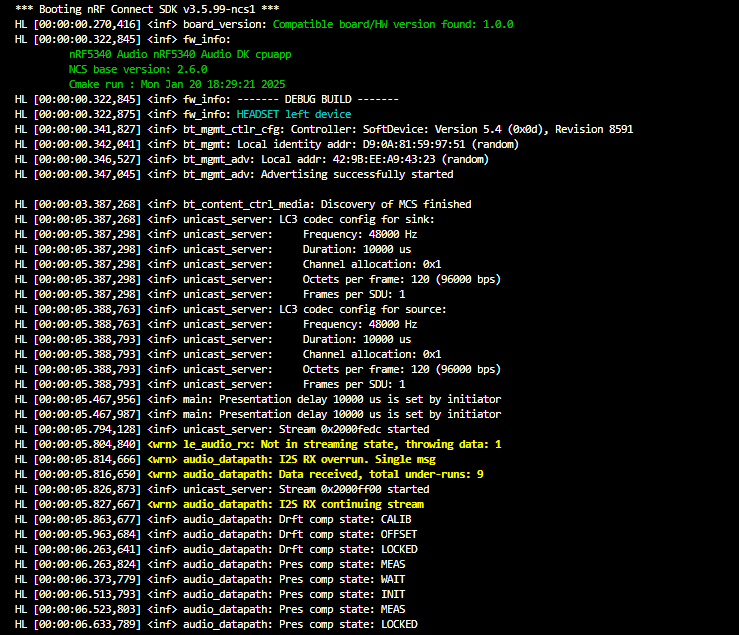 *** Booting nRF Connect SDK v3.5.99-ncs1 ***
HL [00:00:00.270,416] <inf> board_version: Compatible board/HW version found: 1.0.0
HL [00:00:00.322,845] <inf> fw_info:
nRF5340 Audio nRF5340 Audio DK cpuapp
NCS base version: 2.6.0
Cmake run : Mon Jan 20 18:29:21 2025
HL [00:00:00.322,845] <inf> fw_info: ------- DEBUG BUILD -------
HL [00:00:00.322,875] <inf> fw_info: HEADSET left device
HL [00:00:00.341,827] <inf> bt_mgmt_ctlr_cfg: Controller: SoftDevice: Version 5.4 (0x0d), Revision 8591
HL [00:00:00.342,041] <inf> bt_mgmt: Local identity addr: D9:0A:81:59:97:51 (random)
HL [00:00:00.346,527] <inf> bt_mgmt_adv: Local addr: 42:9B:EE:A9:43:23 (random)
HL [00:00:00.347,045] <inf> bt_mgmt_adv: Advertising successfully started
HL [00:00:03.387,268] <inf> bt_content_ctrl_media: Discovery of MCS finished
HL [00:00:05.387,268] <inf> unicast_server: LC3 codec config for sink:
HL [00:00:05.387,298] <inf> unicast_server: Frequency: 48000 Hz
HL [00:00:05.387,298] <inf> unicast_server: Duration: 10000 us
HL [00:00:05.387,298] <inf> unicast_server: Channel allocation: 0x1
HL [00:00:05.387,298] <inf> unicast_server: Octets per frame: 120 (96000 bps)
HL [00:00:05.387,298] <inf> unicast_server: Frames per SDU: 1
HL [00:00:05.388,763] <inf> unicast_server: LC3 codec config for source:
HL [00:00:05.388,763] <inf> unicast_server: Frequency: 48000 Hz
HL [00:00:05.388,793] <inf> unicast_server: Duration: 10000 us
HL [00:00:05.388,793] <inf> unicast_server: Channel allocation: 0x1
HL [00:00:05.388,793] <inf> unicast_server: Octets per frame: 120 (96000 bps)
HL [00:00:05.388,793] <inf> unicast_server: Frames per SDU: 1
HL [00:00:05.467,956] <inf> main: Presentation delay 10000 us is set by initiator
HL [00:00:05.467,987] <inf> main: Presentation delay 10000 us is set by initiator
HL [00:00:05.794,128] <inf> unicast_server: Stream 0x2000fedc started
HL [00:00:05.804,840] <wrn> le_audio_rx: Not in streaming state, throwing data: 1
HL [00:00:05.814,666] <wrn> audio_datapath: I2S RX overrun. Single msg
HL [00:00:05.816,650] <wrn> audio_datapath: Data received, total under-runs: 9
HL [00:00:05.826,873] <inf> unicast_server: Stream 0x2000ff00 started
HL [00:00:05.827,667] <wrn> audio_datapath: I2S RX continuing stream
HL [00:00:05.863,677] <inf> audio_datapath: Drft comp state: CALIB
HL [00:00:05.963,684] <inf> audio_datapath: Drft comp state: OFFSET
HL [00:00:06.263,641] <inf> audio_datapath: Drft comp state: LOCKED
HL [00:00:06.263,824] <inf> audio_datapath: Pres comp state: MEAS
HL [00:00:06.373,779] <inf> audio_datapath: Pres comp state: WAIT
HL [00:00:06.513,793] <inf> audio_datapath: Pres comp state: INIT
HL [00:00:06.523,803] <inf> audio_datapath: Pres comp state: MEAS
HL [00:00:06.633,789] <inf> audio_datapath: Pres comp state: LOCKED